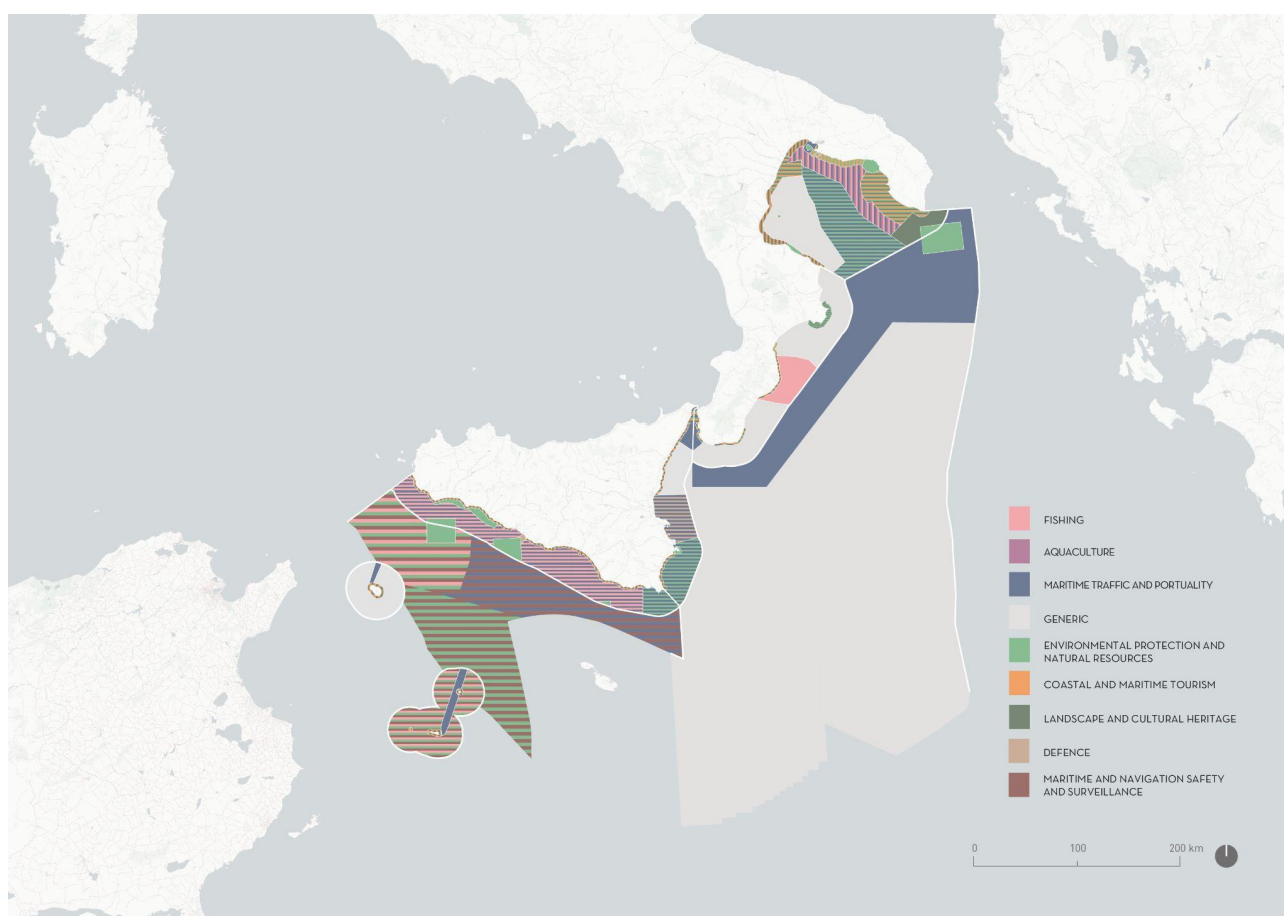 FISHING
AQUACULTURE
MARITIME TRAFFIC AND PORTUALITY
GENERIC
ENVIRONMENTAL PROTECTION AND
NATURAL RESOURCES
COASTAL AND MARITIME TOURISM
LANDSCAPE AND CULTURAL HERITAGE
DEFENCE
MARITIME AND NAVIGATION SAFETY
AND SURVEILLANCE
0 100 200 km